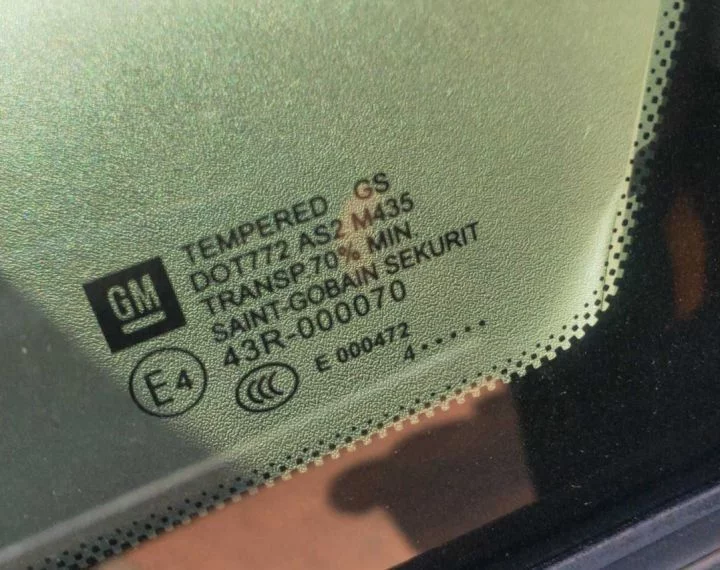 TEMPERED GS
DOT772 AS2 M435
TRANSP 70% MIN
SAINT-GOBAIN SEKURIT
43R-000070
GM
E4
CCC
E 000472
4.....